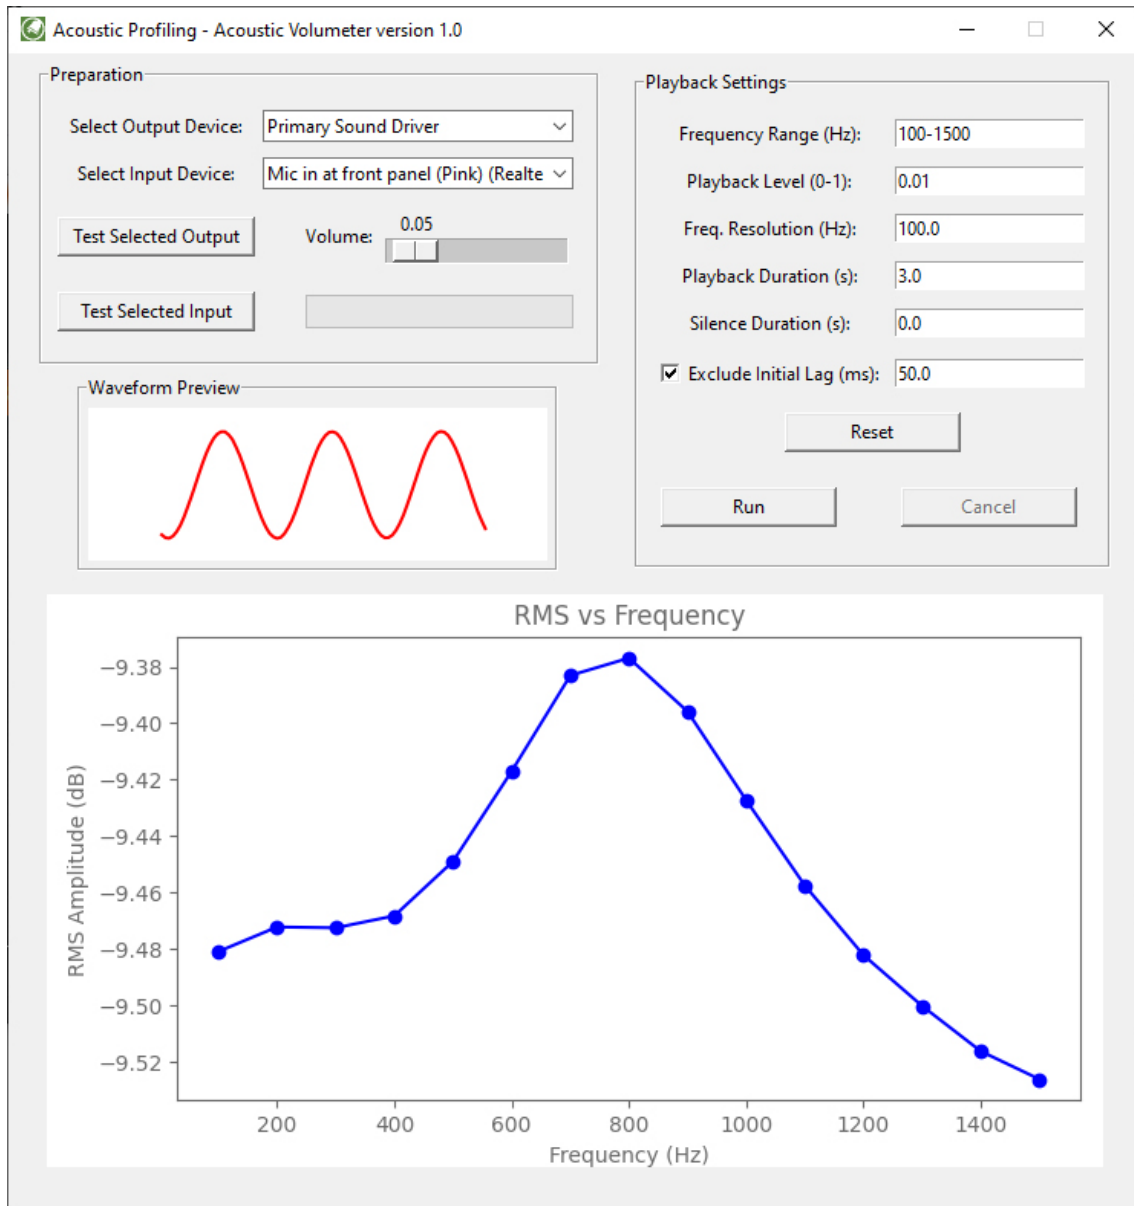 Acoustic Profiling - Acoustic Volumeter version 1.0
Preparation
Select Output Device: Primary Sound Driver
Select Input Device: Mic in at front panel (Pink) (Realte
Test Selected Output
Volume:
0.05
Test Selected Input
Waveform Preview
Playback Settings
Frequency Range (Hz): 100-1500
Playback Level (0-1): 0.01
Freq. Resolution (Hz): 100.0
Playback Duration (s): 3.0
Silence Duration (s): 0.0
Exclude Initial Lag (ms): 50.0
Reset
Run
Cancel
RMS vs Frequency
RMS Amplitude (dB)
−9.38
−9.40
−9.42
−9.44
−9.46
−9.48
−9.50
−9.52
200 400 600 800 1000 1200 1400
Frequency (Hz)